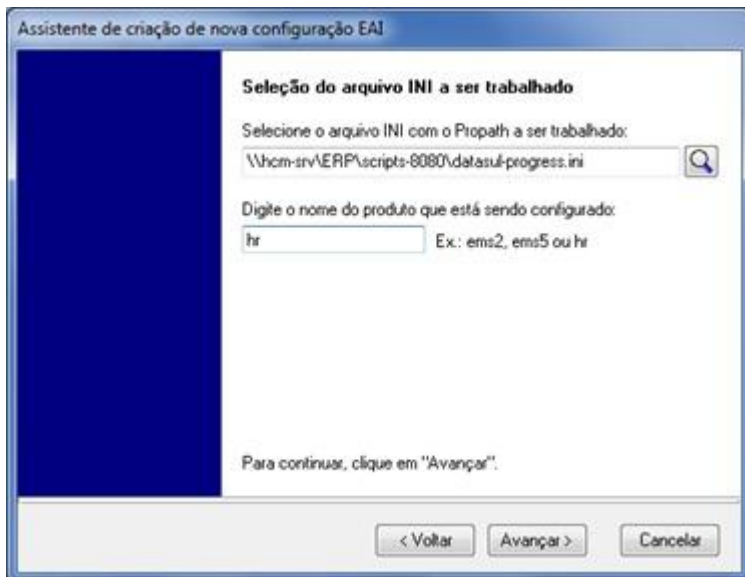 Assistente de criação de nova configuração EAI
Seleção do arquivo INI a ser trabalhado
Selecione o arquivo INI com o Propath a ser trabalhado:
\\hcm-srv\ERP\scripts-8080\datasul-progress.ini
Digite o nome do produto que está sendo configurado:
hr Ex.: ems2, ems5 ou hr
Para continuar, clique em "Avançar".
< Voltar Avançar > Cancelar